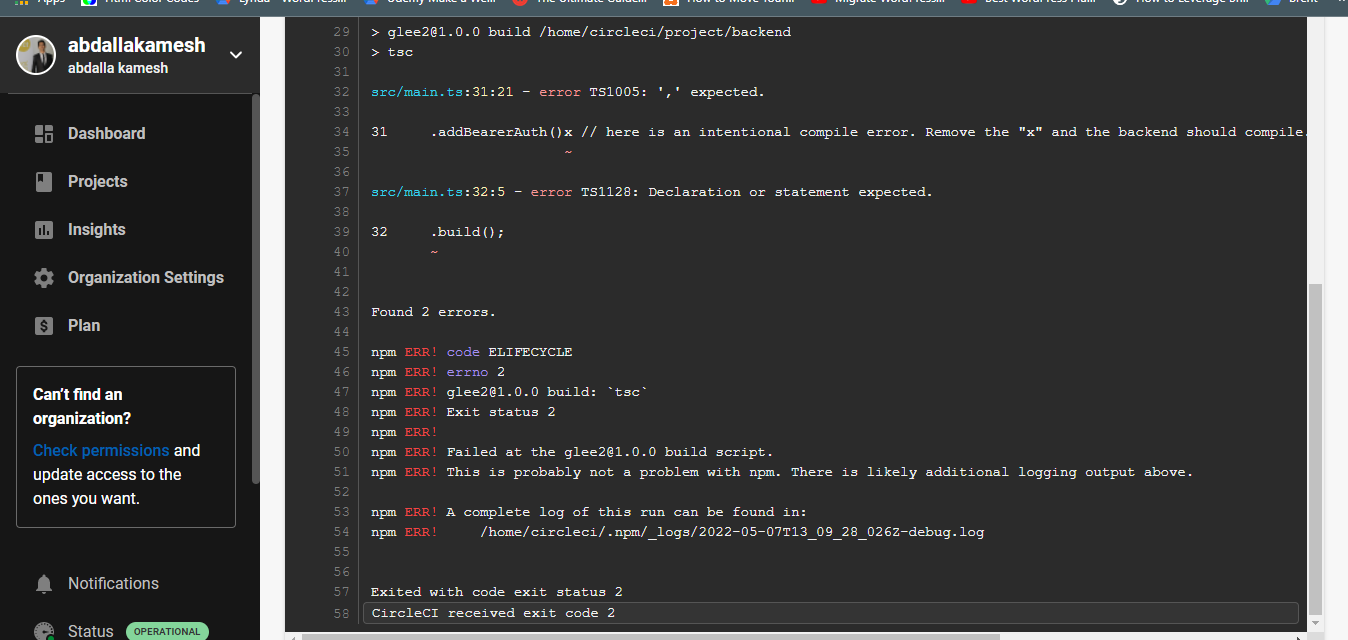 Apps
Html Color Codes
Lynda - WordPress...
Udemy Make a Web...
The Ultimate Guide...
How to Move Your...
Migrate WordPress...
Best WordPress Plu...
How to Leverage Bri...
Brent
abdallakamesh
abdalla kamesh
Dashboard
Projects
Insights
Organization Settings
Plan
Can't find an
organization?
Check permissions and
update access to the
ones you want.
Notifications
Status OPERATIONAL
29 > glee2@1.0.0 build /home/circleci/project/backend
30 > tsc
31
32 src/main.ts:31:21 - error TS1005: ',' expected.
33
34 31 .addBearerAuth()x // here is an intentional compile error. Remove the "x" and the backend should compile.
35 ~
36
37 src/main.ts:32:5 - error TS1128: Declaration or statement expected.
38
39 32 .build();
40 ~
41
42
43 Found 2 errors.
44
45 npm ERR! code ELIFECYCLE
46 npm ERR! errno 2
47 npm ERR! glee2@1.0.0 build: `tsc`
48 npm ERR! Exit status 2
49 npm ERR!
50 npm ERR! Failed at the glee2@1.0.0 build script.
51 npm ERR! This is probably not a problem with npm. There is likely additional logging output above.
52
53 npm ERR! A complete log of this run can be found in:
54 npm ERR! /home/circleci/.npm/_logs/2022-05-07T13_09_28_026Z-debug.log
55
56
57 Exited with code exit status 2
58 CircleCI received exit code 2